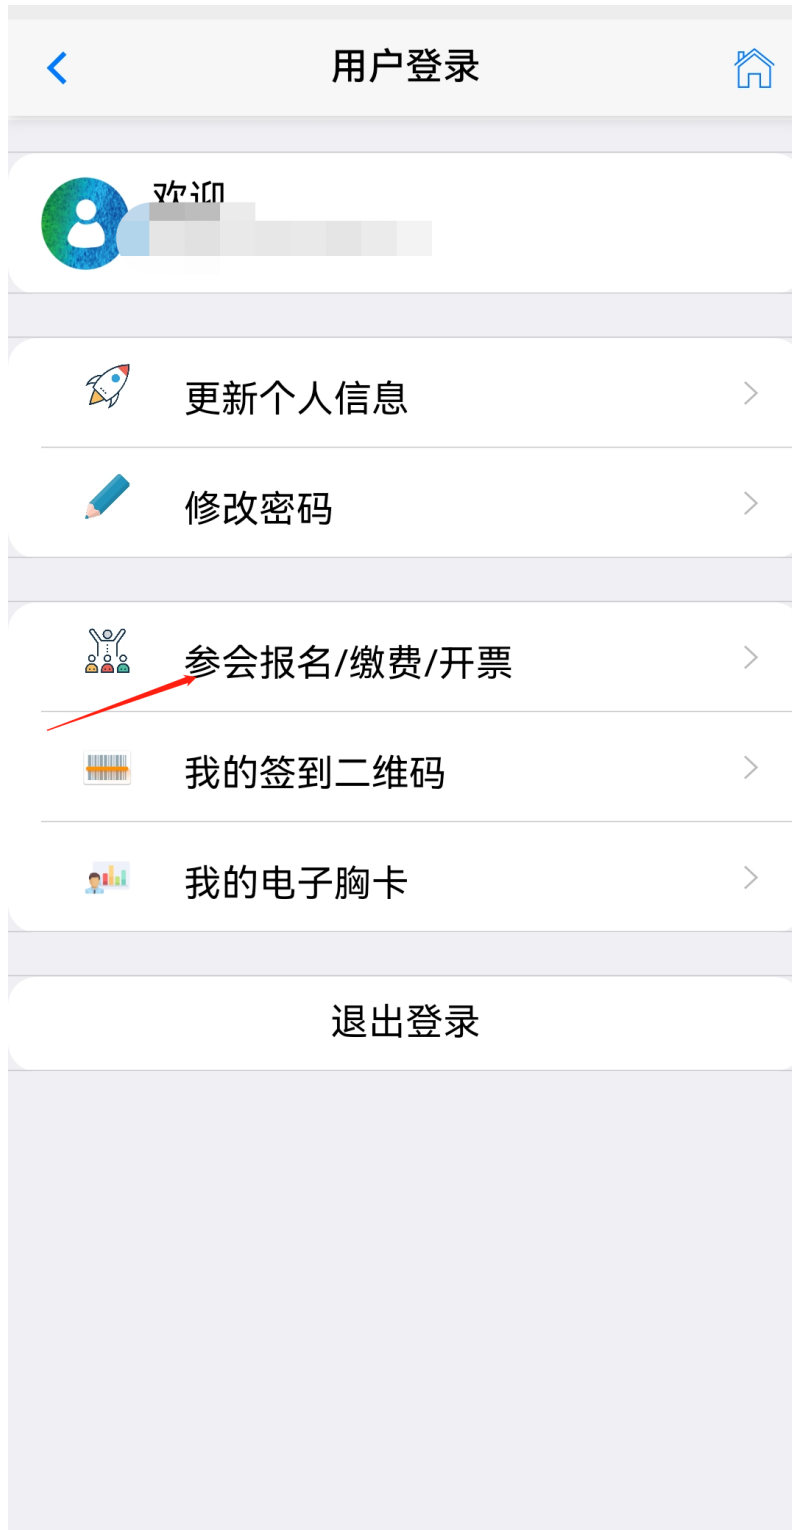 用户登录
欢迎
更新个人信息
修改密码
参会报名/缴费/开票
我的签到二维码
我的电子胸卡
退出登录